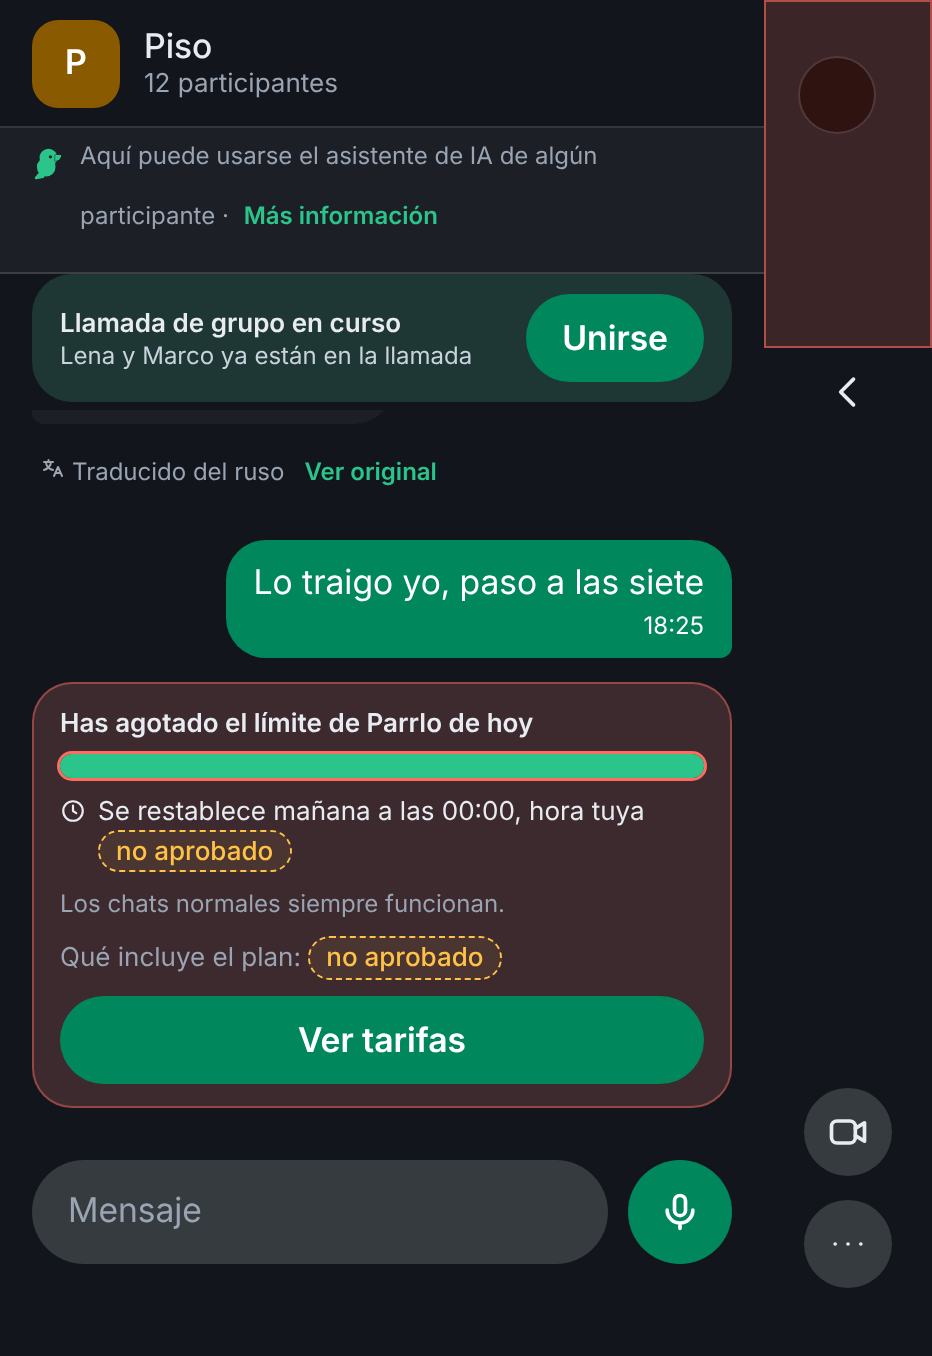 P
Piso
12 participantes
Aquí puede usarse el asistente de IA de algún
participante · Más información
Llamada de grupo en curso
Lena y Marco ya están en la llamada
Unirse
Traducido del ruso Ver original
Lo traigo yo, paso a las siete
18:25
Has agotado el límite de Parrlo de hoy
Se restablece mañana a las 00:00, hora tuya
no aprobado
Los chats normales siempre funcionan.
Qué incluye el plan: no aprobado
Ver tarifas
Mensaje